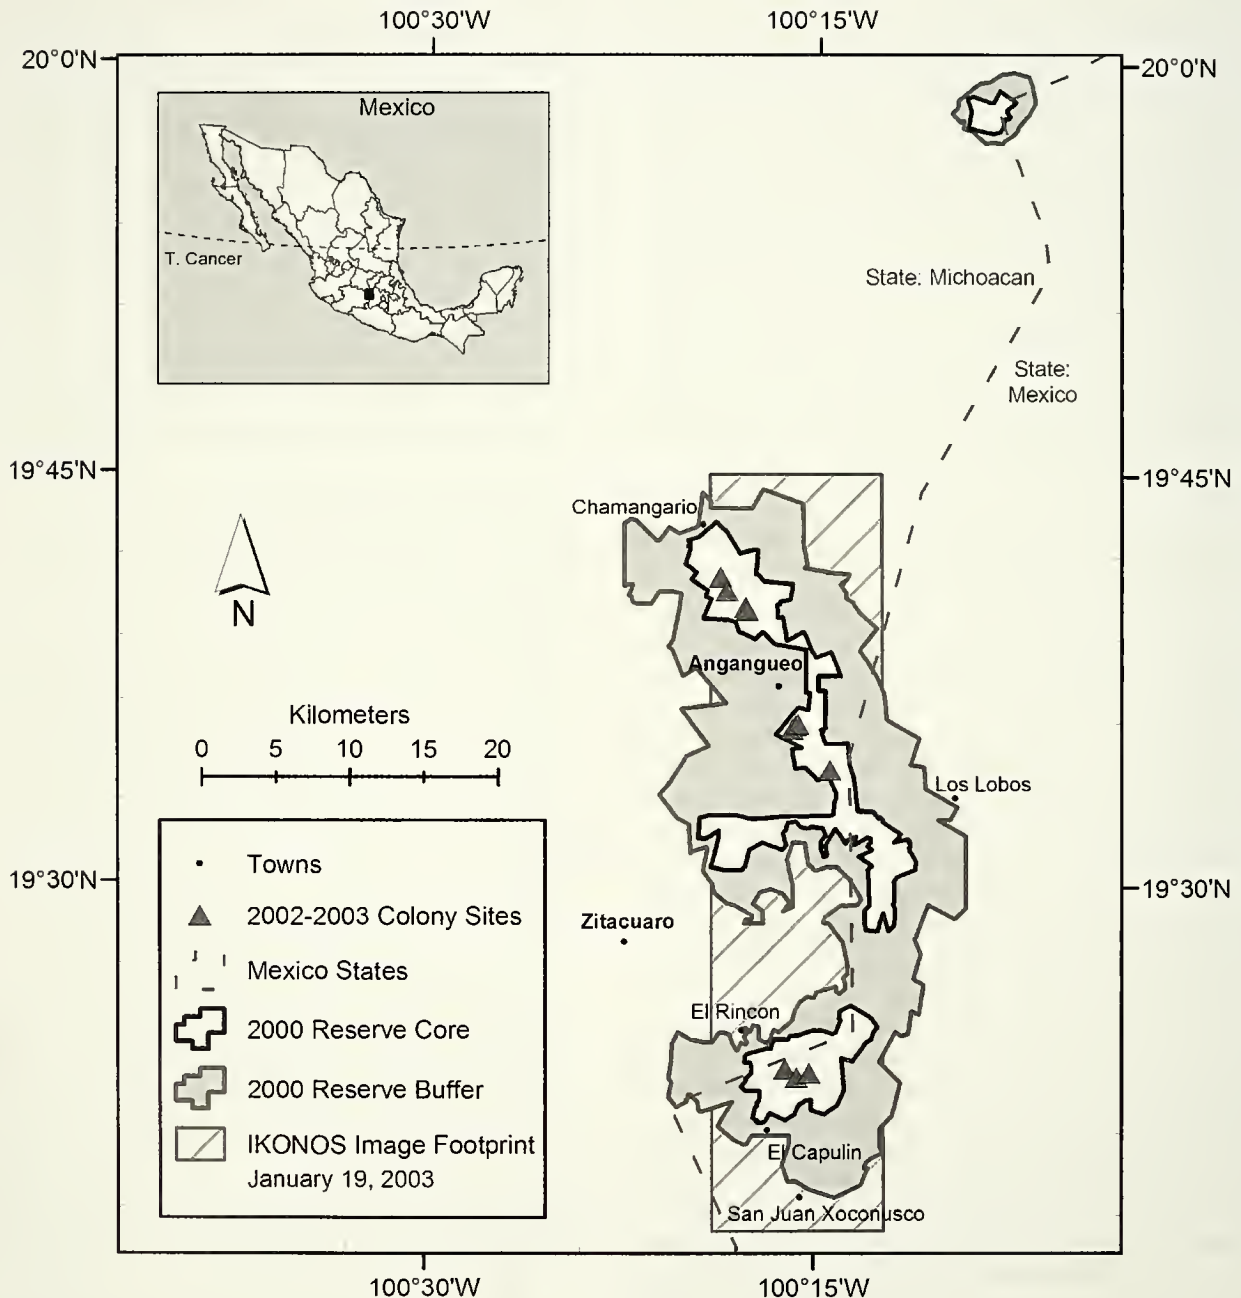 100°30'W
100°15'W
20°0'N
20°0'N
Mexico
T. Cancer
State: Michoacan
State:
Mexico
19°45'N
19°45'N
Chamangario
N
Angangueo
Kilometers
0 5 10 15 20
Los Lobos
Towns
2002-2003 Colony Sites
Mexico States
2000 Reserve Core
2000 Reserve Buffer
IKONOS Image Footprint
January 19, 2003
19°30'N
19°30'N
Zitacuaro
El Rincon
El Capulin
San Juan Xoconusco
100°30'W
100°15'W